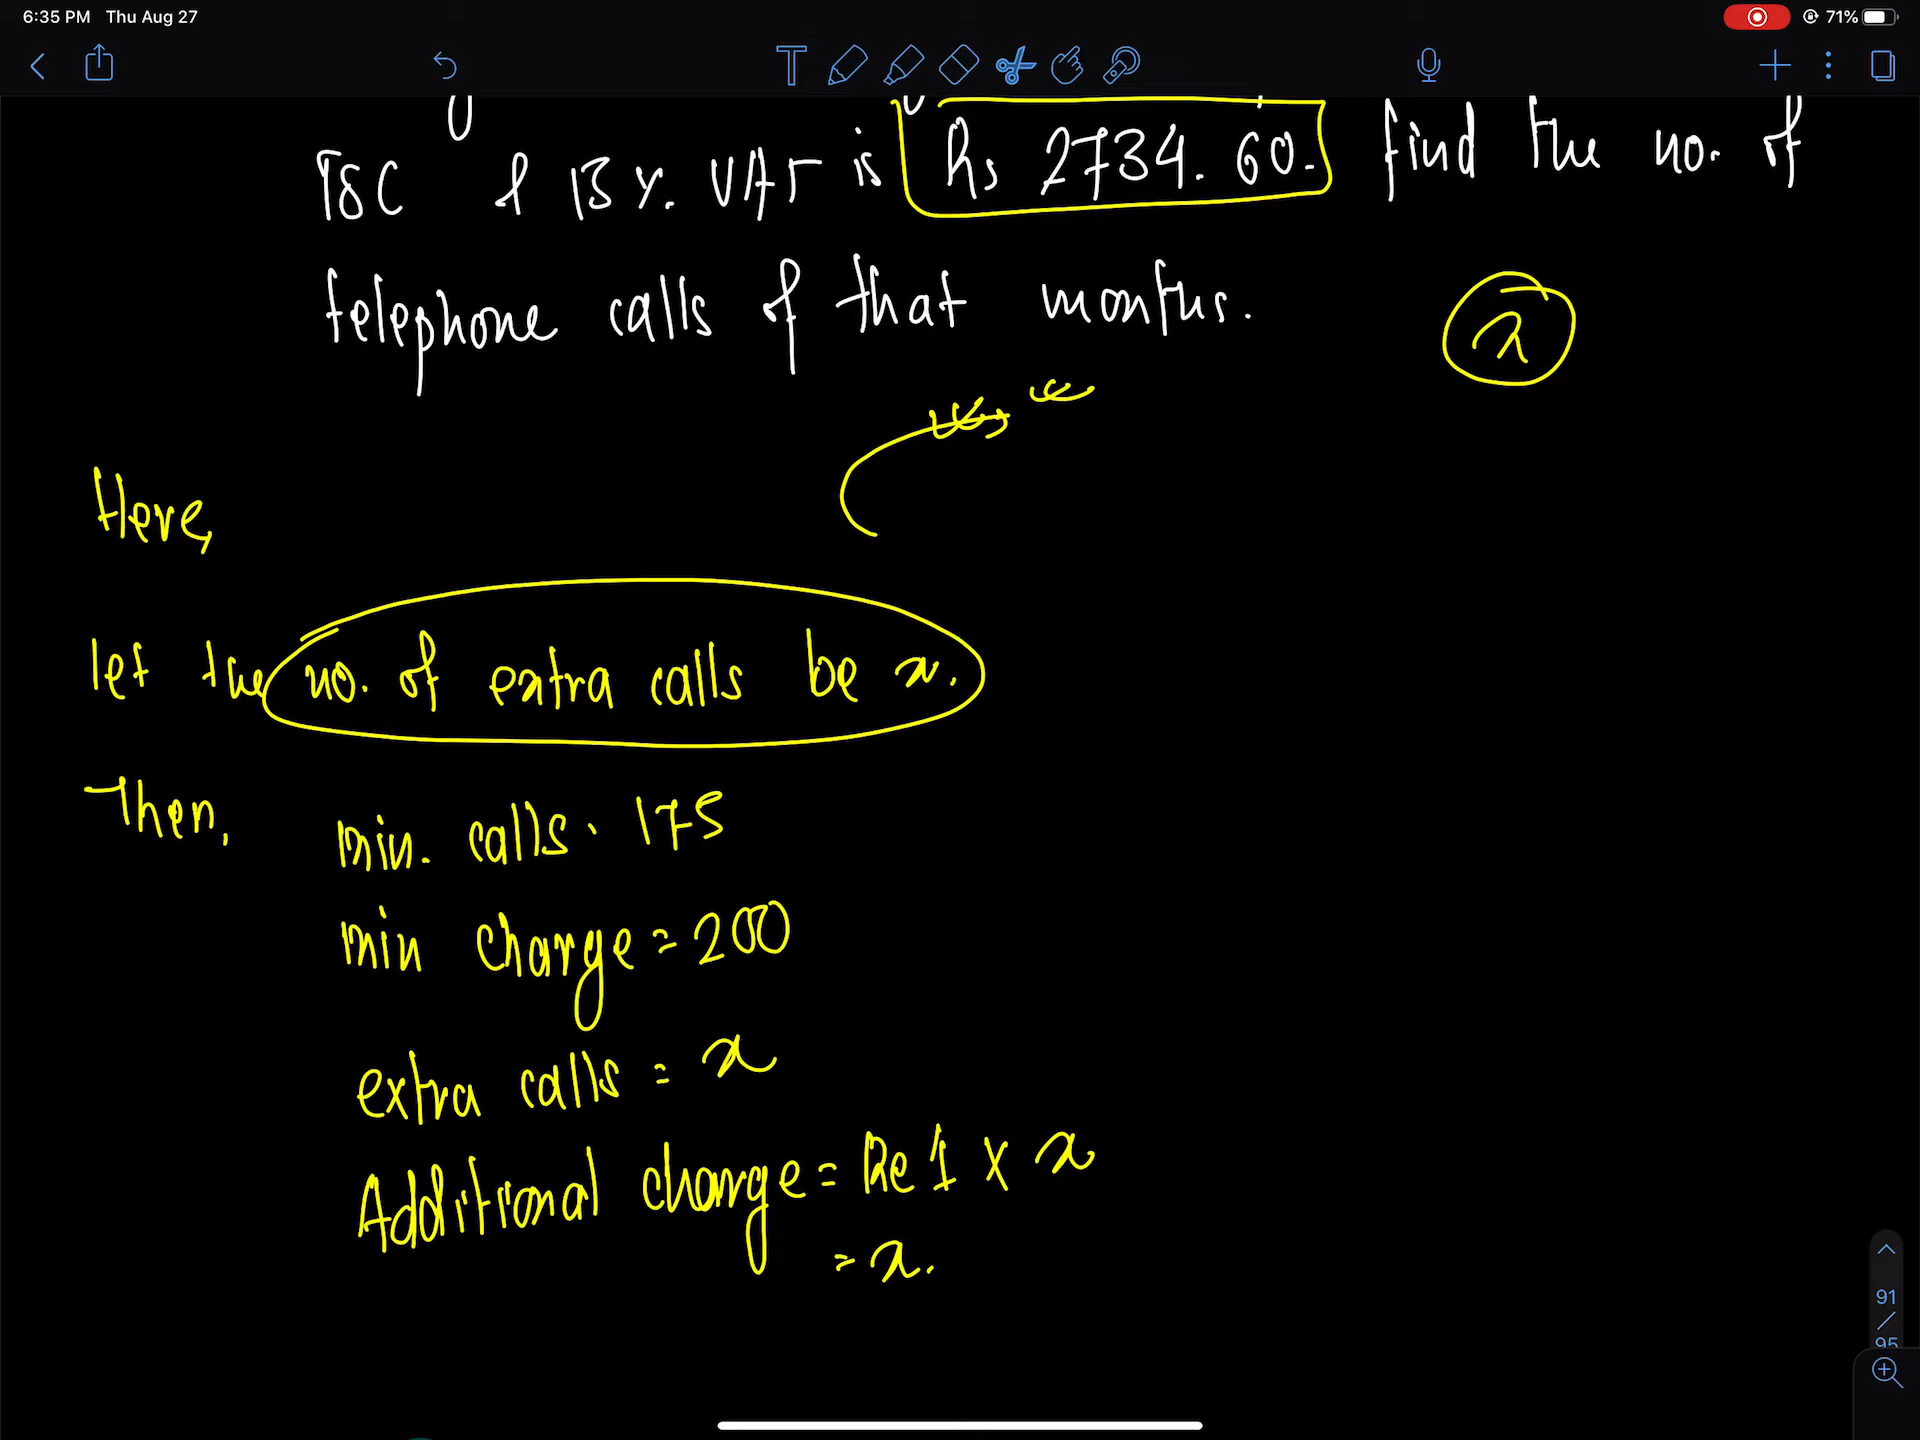 6:35 PM Thu Aug 27 71%
TSC & 13%. VAT is Rs 2734.60. find the no. of
telephone calls of that months.
x
Here,
let the no. of extra calls be x.
Then,
min. calls. 175
min charge = 200
extra calls = x
Additional charge = Re 1 × x
= x.
91
/
95